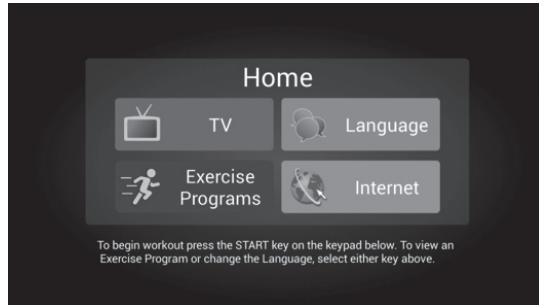 Home
TV
Language
Exercise
Programs
Internet
To begin workout press the START key on the keypad below. To view an
Exercise Program or change the Language, select either key above.